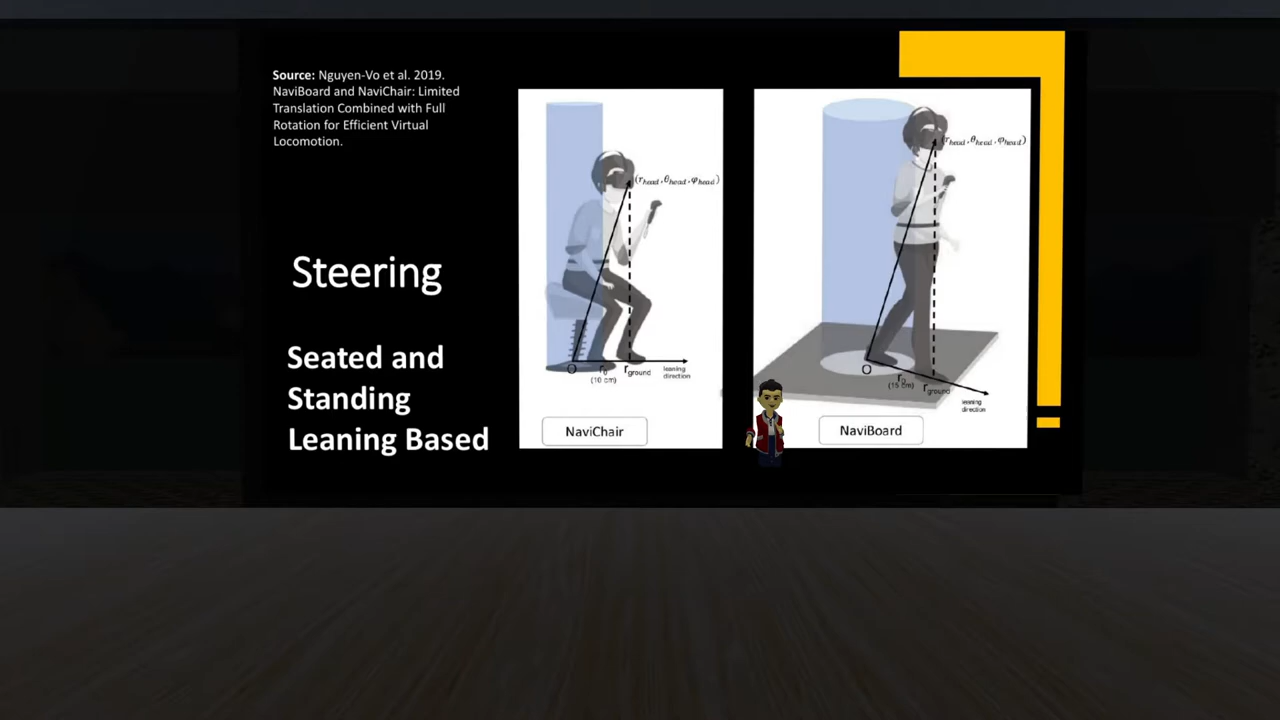 Source: Nguyen-Vo et al. 2019.
NaviBoard and NaviChair: Limited
Translation Combined with Full
Rotation for Efficient Virtual
Locomotion.
Steering
Seated and
Standing
Leaning Based
(r_head, θ_head, φ_head)
O
r_0
(10 cm)
r_ground
leaning
direction
NaviChair
(r_head, θ_head, φ_head)
O
r_0
(15 cm)
r_ground
leaning
direction
NaviBoard